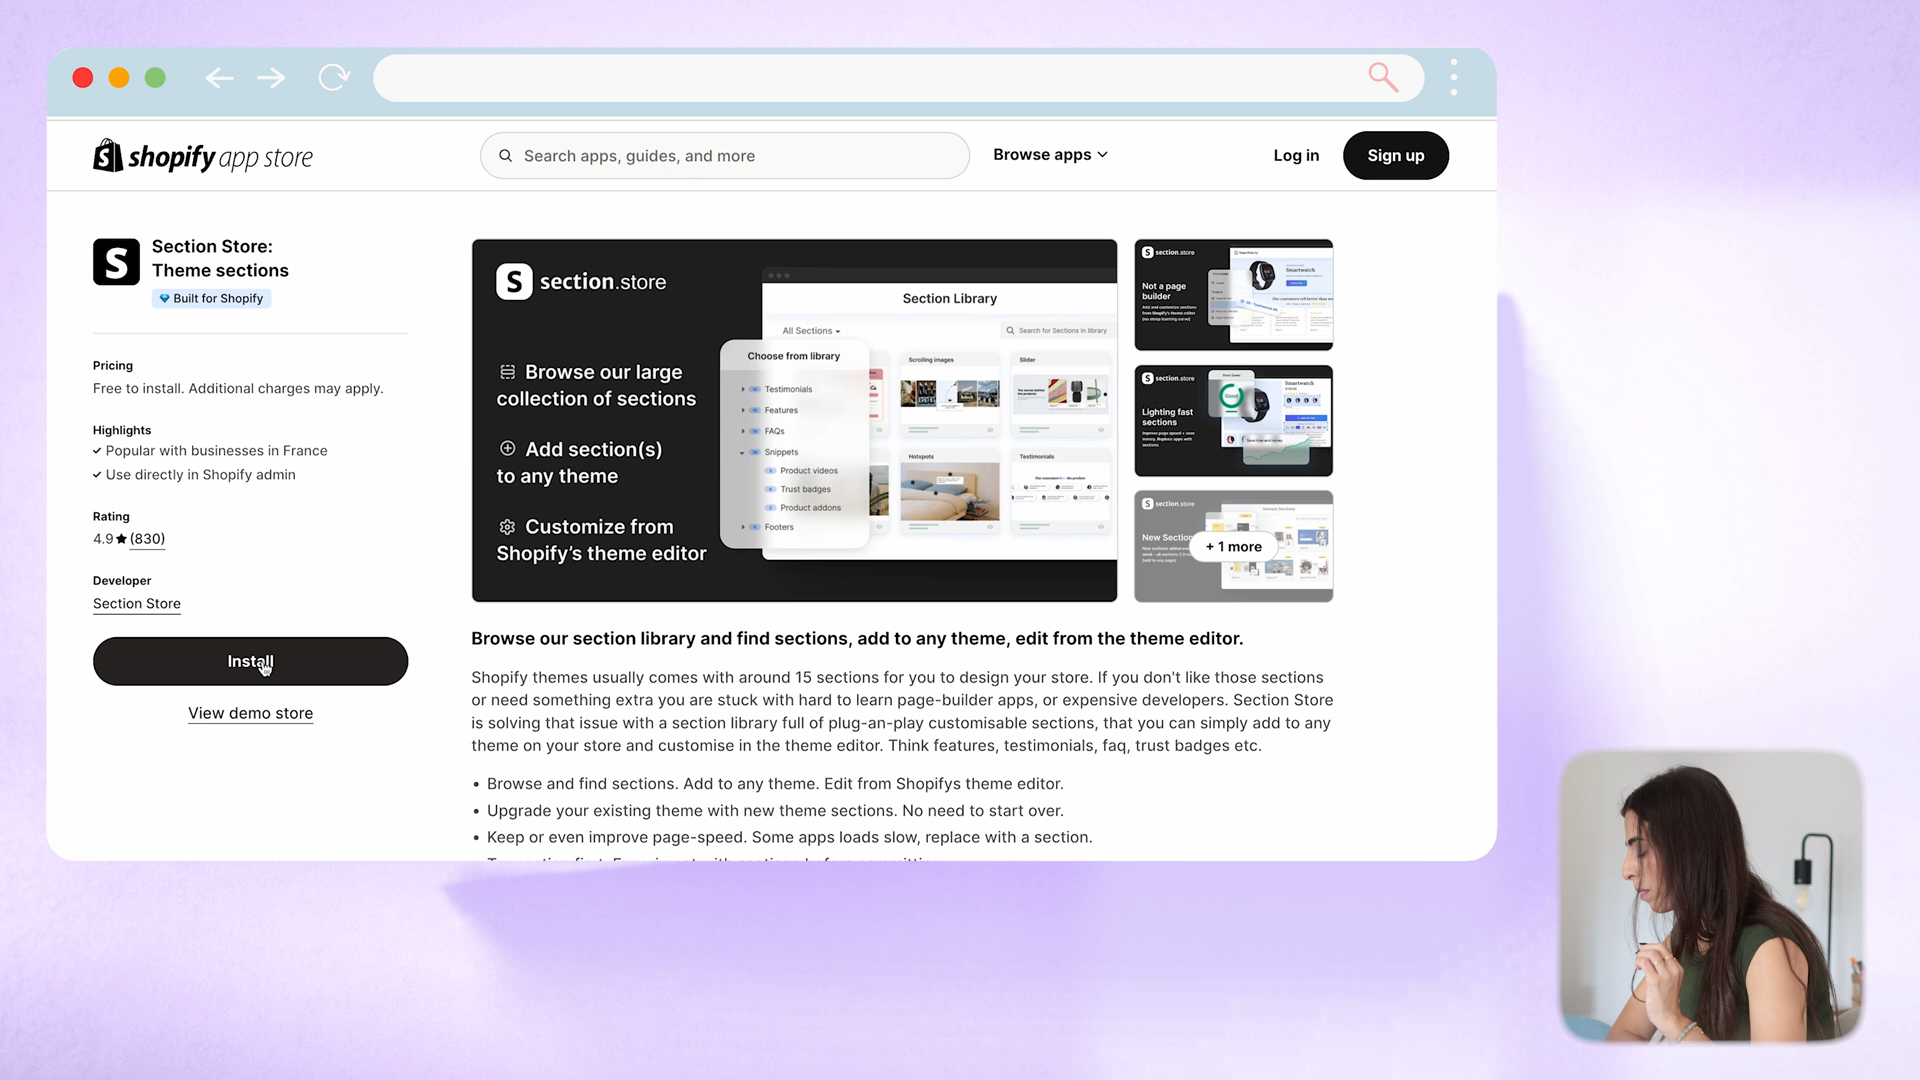 shopify app store
Search apps, guides, and more
Browse apps
Log in
Sign up
Section Store:
Theme sections
Built for Shopify
Pricing
Free to install. Additional charges may apply.
Highlights
Popular with businesses in France
Use directly in Shopify admin
Rating
4.9★ (830)
Developer
Section Store
Install
View demo store
section.store
Browse our large
collection of sections
Add section(s)
to any theme
Customize from
Shopify's theme editor
Section Library
All Sections
Search for Sections in library
Choose from library
Testimonials
Features
FAQs
Snippets
Product videos
Trust badges
Product addons
Footers
Scrolling images
Slider
Hotspots
Testimonials
section.store
Not a page
builder
Smartwatch
section.store
Lighting fast
sections
Smartwatch
Good
section.store
New Section
+ 1 more
Browse our section library and find sections, add to any theme, edit from the theme editor.
Shopify themes usually comes with around 15 sections for you to design your store. If you don't like those sections
or need something extra you are stuck with hard to learn page-builder apps, or expensive developers. Section Store
is solving that issue with a section library full of plug-an-play customisable sections, that you can simply add to any
theme on your store and customise in the theme editor. Think features, testimonials, faq, trust badges etc.
• Browse and find sections. Add to any theme. Edit from Shopifys theme editor.
• Upgrade your existing theme with new theme sections. No need to start over.
• Keep or even improve page-speed. Some apps loads slow, replace with a section.